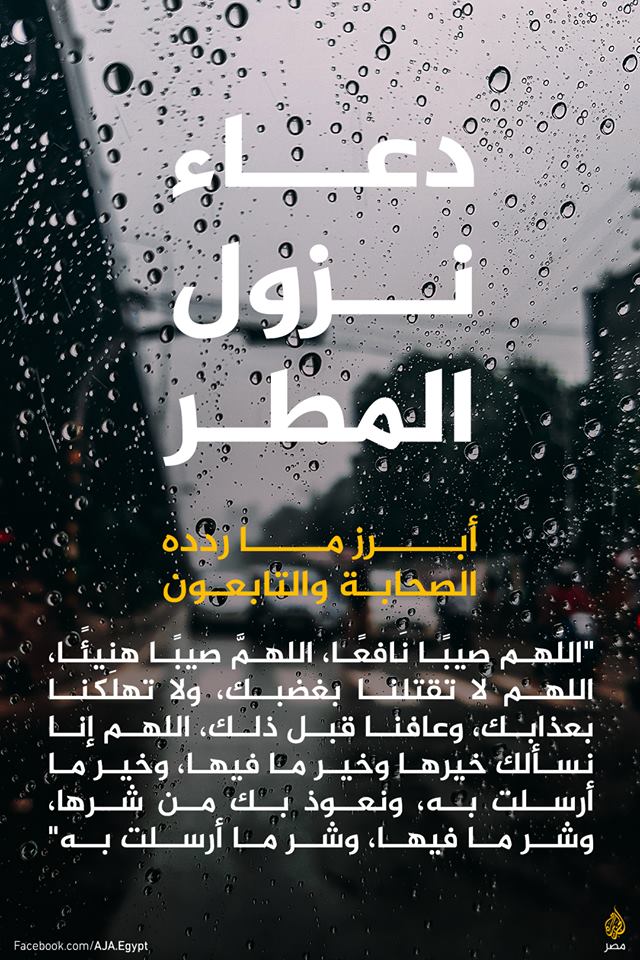 دعاء
نزول
المطر
أبرز ما ردده
الصحابة والتابعون
"اللهم صيبًا نَافعًا، اللهمَّ صيبًا هنيئًا،
اللهم لا تقتلنا بغضبك، ولا تهلكنا
بعذابك، وعافنا قبل ذلك، اللهم إنا
نسألك خيرها وخير ما فيها، وخير ما
أرسلت به، ونعوذ بك من شرها،
وشر ما فيها، وشر ما أرسلت به"
Facebook.com/AJA.Egypt
مصر